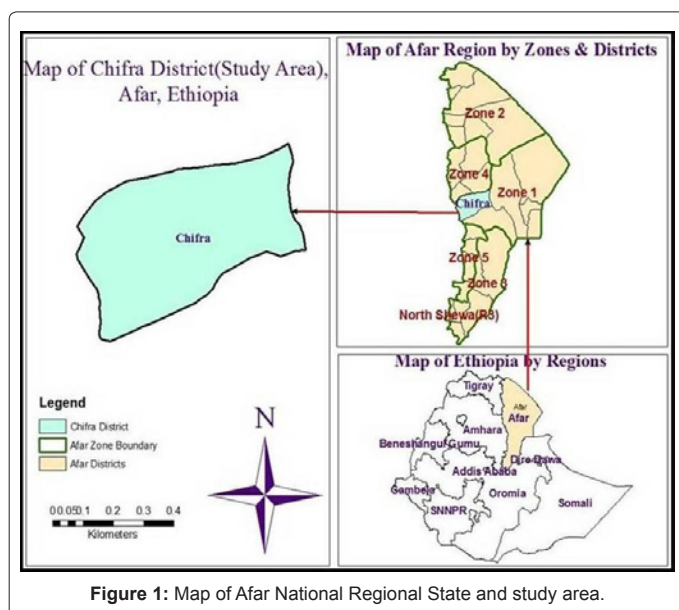 Map of Chifra District(Study Area),
Afar, Ethiopia
Chifra
Legend
Chifra District
Afar Zone Boundary
Afar Districts
N
0 0.05 0.1 0.2 0.3 0.4
Kilometers
Map of Afar Region by Zones & Districts
Zone 2
Zone 4
Zone 1
Chifra
Zone 5
Zone 3
North Shewa(R3)
Map of Ethiopia by Regions
Tigray
Afar
Afar
Amhara
Beneshangul Gumu
Dire Dawa
Addis Ababa
Gambela
Oromia
Somali
SNNPR
Figure 1: Map of Afar National Regional State and study area.